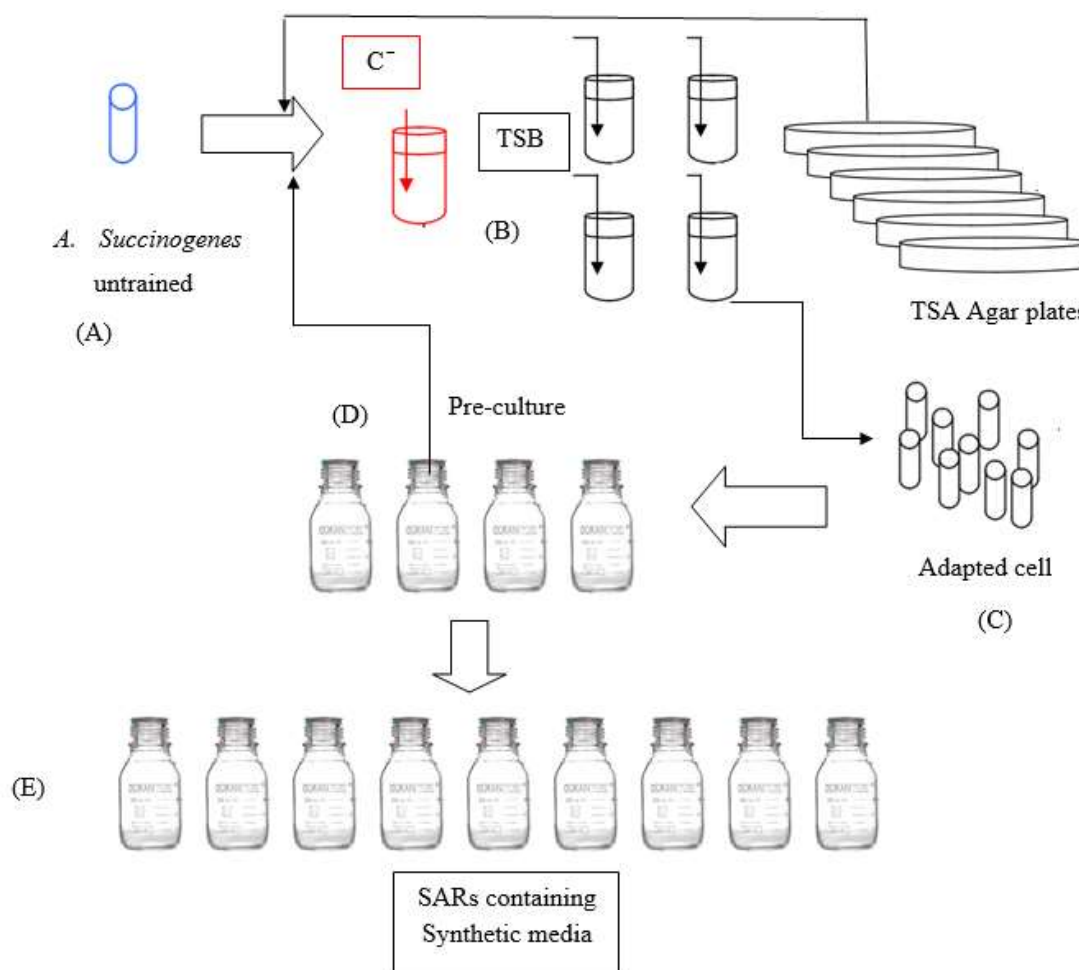 C⁻
TSB
A. Succinogenes
untrained
(A)
(B)
TSA Agar plates
Pre-culture
(D)
Adapted cell
(C)
(E)
SARs containing
Synthetic media